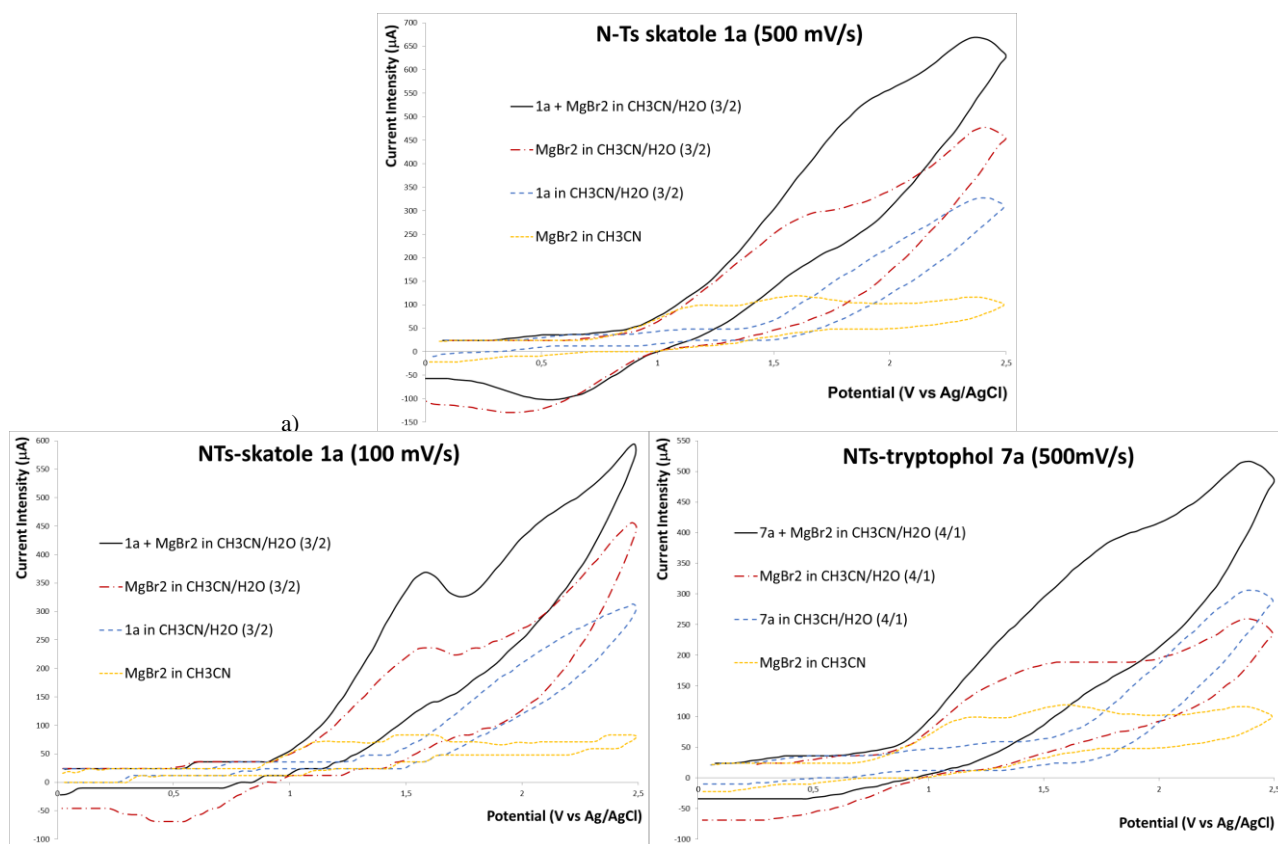 N-Ts skatole 1a (500 mV/s)
Current Intensity (µA)
700
650
600
550
500
450
400
350
300
250
200
150
100
50
0
-50
-100
-150
1a + MgBr2 in CH3CN/H2O (3/2)
MgBr2 in CH3CN/H2O (3/2)
1a in CH3CN/H2O (3/2)
MgBr2 in CH3CN
0,5
1
1,5
2
2,5
Potential (V vs Ag/AgCl)
a)
NTs-skatole 1a (100 mV/s)
Current Intensity (µA)
600
550
500
450
400
350
300
250
200
150
100
50
0
-50
-100
1a + MgBr2 in CH3CN/H2O (3/2)
MgBr2 in CH3CN/H2O (3/2)
1a in CH3CN/H2O (3/2)
MgBr2 in CH3CN
0,5
1
1,5
2
2,5
Potential (V vs Ag/AgCl)
NTs-tryptophol 7a (500mV/s)
Current Intensity (µA)
550
500
450
400
350
300
250
200
150
100
50
0
-50
-100
7a + MgBr2 in CH3CN/H2O (4/1)
MgBr2 in CH3CN/H2O (4/1)
7a in CH3CH/H2O (4/1)
MgBr2 in CH3CN
0,5
1
1,5
2
2,5
Potential (V vs Ag/AgCl)